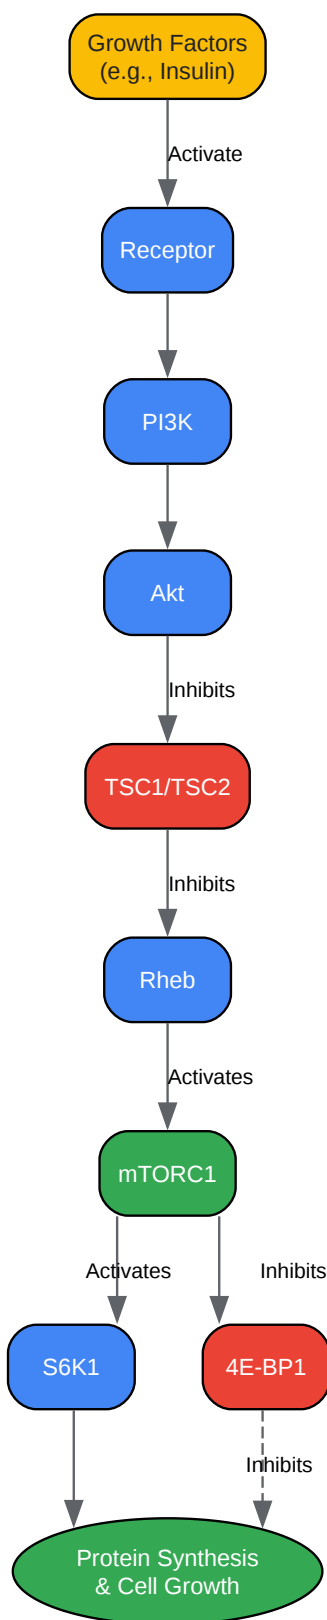 Growth Factors
(e.g., Insulin)
Activate
Receptor
PI3K
Akt
Inhibits
TSC1/TSC2
Inhibits
Rheb
Activates
mTORC1
Activates
Inhibits
S6K1
4E-BP1
Inhibits
Protein Synthesis
& Cell Growth